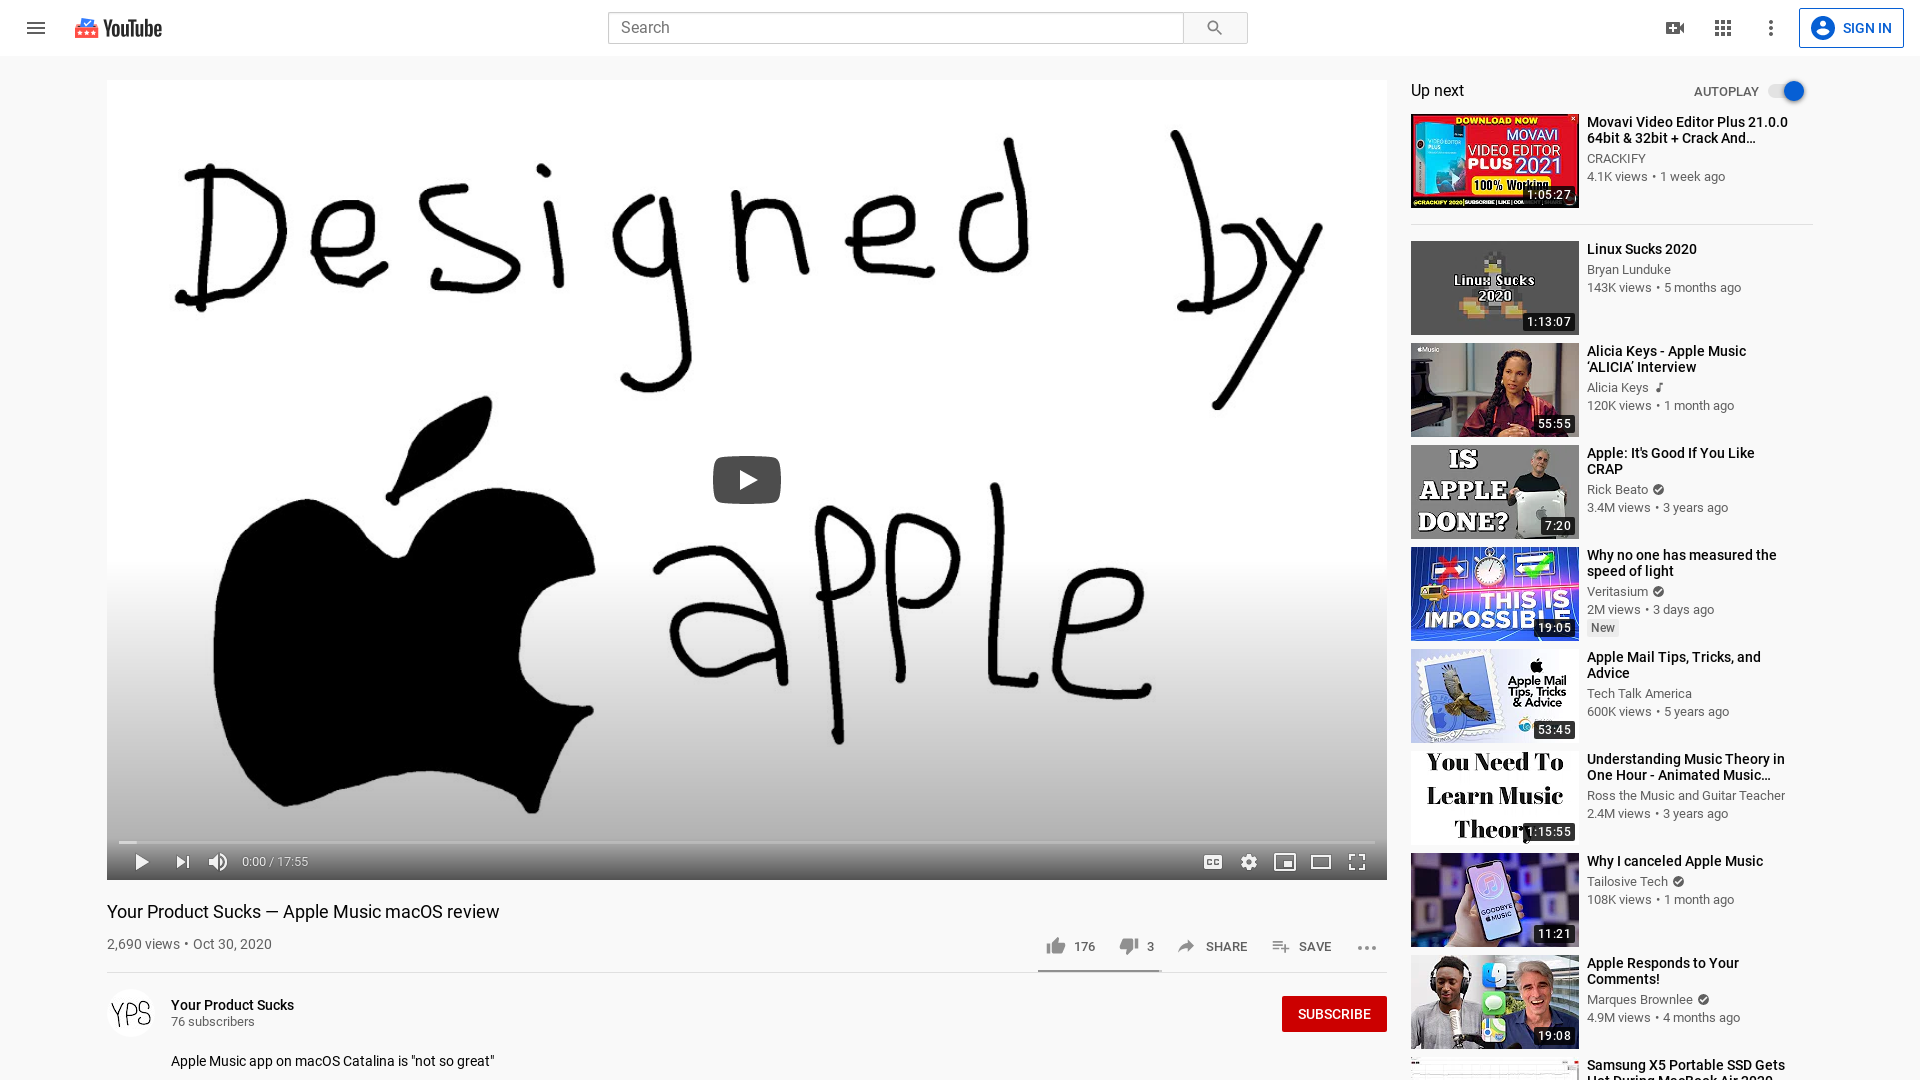 YouTube
Search
SIGN IN
Designed by
apple
0:00 / 17:55
CC
Your Product Sucks — Apple Music macOS review
2,690 views • Oct 30, 2020
176
3
SHARE
SAVE
YPS
Your Product Sucks
76 subscribers
SUBSCRIBE
Apple Music app on macOS Catalina is "not so great"
Up next
AUTOPLAY
DOWNLOAD NOW
MOVAVI
VIDEO EDITOR
PLUS 2021
100% Working
1:05:27
Movavi Video Editor Plus 21.0.0
64bit & 32bit + Crack And…
CRACKIFY
4.1K views • 1 week ago
Linux Sucks
2020
1:13:07
Linux Sucks 2020
Bryan Lunduke
143K views • 5 months ago
Music
55:55
Alicia Keys - Apple Music
‘ALICIA’ Interview
Alicia Keys
120K views • 1 month ago
IS
APPLE
DONE?
7:20
Apple: It's Good If You Like
CRAP
Rick Beato
3.4M views • 3 years ago
THIS IS
IMPOSSIBLE
19:05
Why no one has measured the
speed of light
Veritasium
2M views • 3 days ago
New
Apple Mail
Tips, Tricks
& Advice
53:45
Apple Mail Tips, Tricks, and
Advice
Tech Talk America
600K views • 5 years ago
You Need To
Learn Music
Theory
1:15:55
Understanding Music Theory in
One Hour - Animated Music…
Ross the Music and Guitar Teacher
2.4M views • 3 years ago
GOODBYE
MUSIC
11:21
Why I canceled Apple Music
Tailosive Tech
108K views • 1 month ago
19:08
Apple Responds to Your
Comments!
Marques Brownlee
4.9M views • 4 months ago
Samsung X5 Portable SSD Gets
Hot During MacBook Air 2020